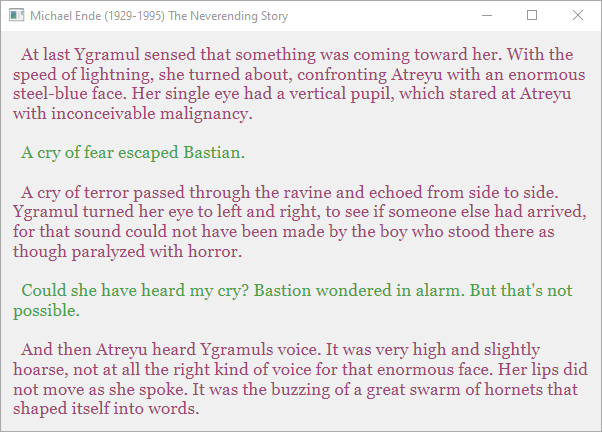 Michael Ende (1929-1995) The Neverending Story
At last Ygramul sensed that something was coming toward her. With the
speed of lightning, she turned about, confronting Atreyu with an enormous
steel-blue face. Her single eye had a vertical pupil, which stared at Atreyu
with inconceivable malignancy.
A cry of fear escaped Bastian.
A cry of terror passed through the ravine and echoed from side to side.
Ygramul turned her eye to left and right, to see if someone else had arrived,
for that sound could not have been made by the boy who stood there as
though paralyzed with horror.
Could she have heard my cry? Bastion wondered in alarm. But that's not
possible.
And then Atreyu heard Ygramuls voice. It was very high and slightly
hoarse, not at all the right kind of voice for that enormous face. Her lips did
not move as she spoke. It was the buzzing of a great swarm of hornets that
shaped itself into words.